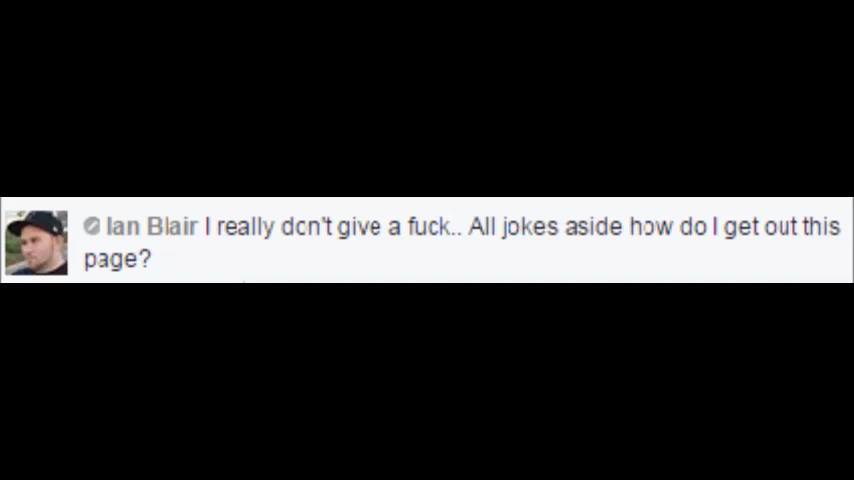 Ian Blair I really don't give a fuck.. All jokes aside how do I get out this
page?